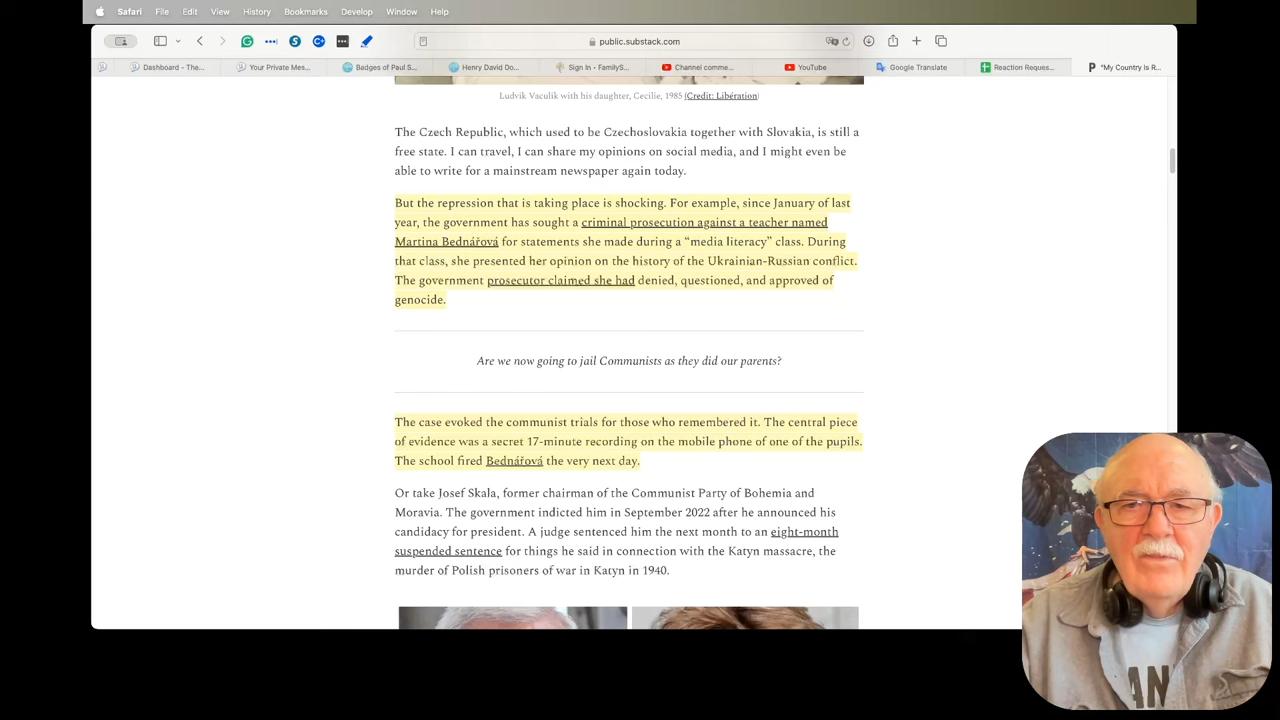 Safari File Edit View History Bookmarks Develop Window Help
public.substack.com
Dashboard - The... Your Private Mes... Badges of Paul S... Henry David Do... Sign In • FamilyS... Channel comme... YouTube Google Translate Reaction Reques... "My Country Is R...
Ludvik Vaculík with his daughter, Cecilie, 1985 (Credit: Libération)
The Czech Republic, which used to be Czechoslovakia together with Slovakia, is still a
free state. I can travel, I can share my opinions on social media, and I might even be
able to write for a mainstream newspaper again today.
But the repression that is taking place is shocking. For example, since January of last
year, the government has sought a criminal prosecution against a teacher named
Martina Bednářová for statements she made during a “media literacy” class. During
that class, she presented her opinion on the history of the Ukrainian-Russian conflict.
The government prosecutor claimed she had denied, questioned, and approved of
genocide.
Are we now going to jail Communists as they did our parents?
The case evoked the communist trials for those who remembered it. The central piece
of evidence was a secret 17-minute recording on the mobile phone of one of the pupils.
The school fired Bednářová the very next day.
Or take Josef Skala, former chairman of the Communist Party of Bohemia and
Moravia. The government indicted him in September 2022 after he announced his
candidacy for president. A judge sentenced him the next month to an eight-month
suspended sentence for things he said in connection with the Katyn massacre, the
murder of Polish prisoners of war in Katyn in 1940.